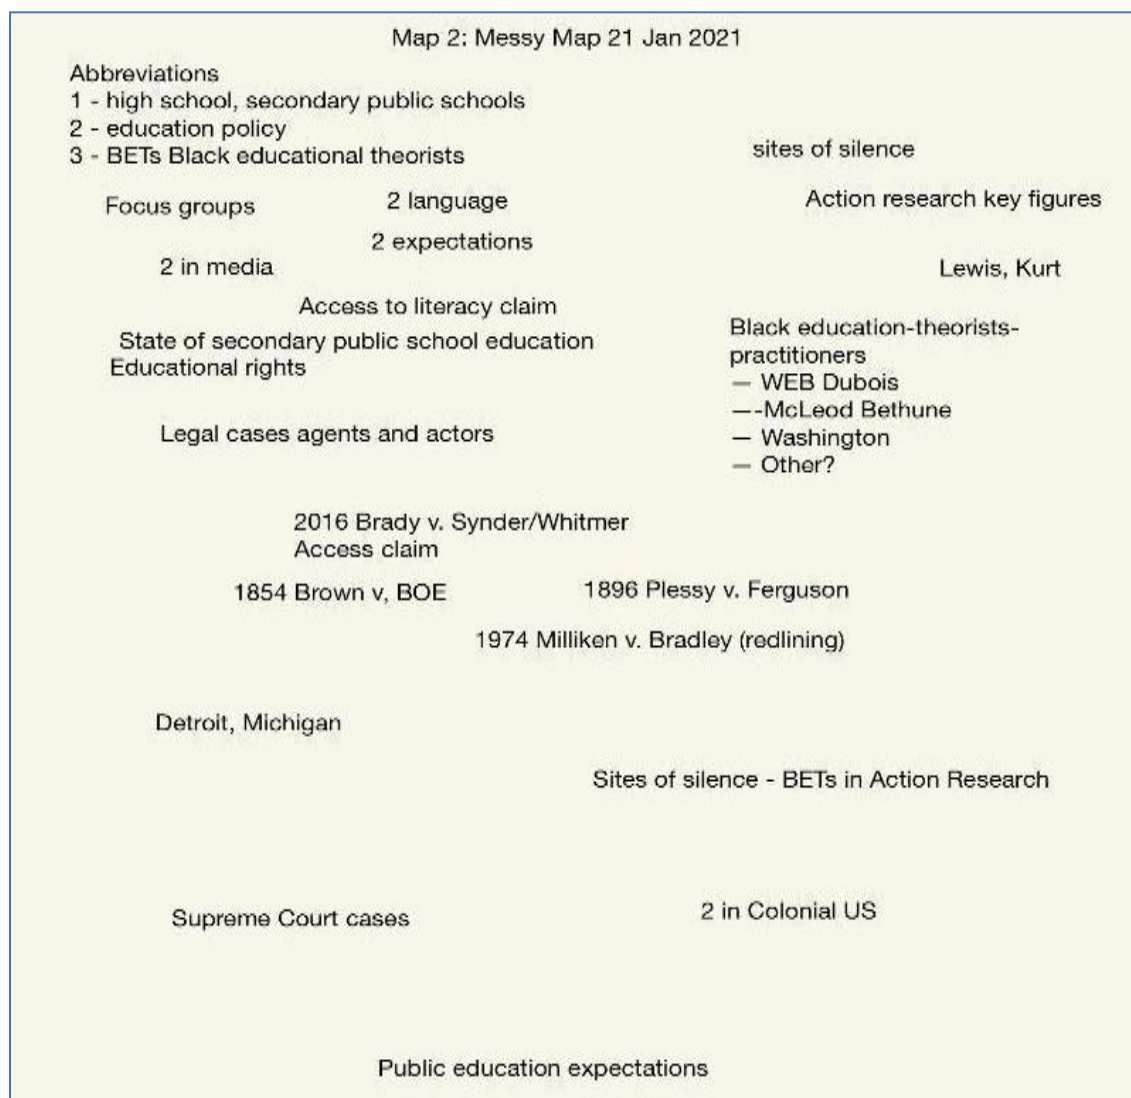 Map 2: Messy Map 21 Jan 2021
Abbreviations
1 - high school, secondary public schools
2 - education policy
3 - BETs Black educational theorists
sites of silence
Focus groups
2 language
Action research key figures
2 expectations
2 in media
Lewis, Kurt
Access to literacy claim
State of secondary public school education
Educational rights
Black education-theorists-
practitioners
— WEB Dubois
—-McLeod Bethune
— Washington
— Other?
Legal cases agents and actors
2016 Brady v. Synder/Whitmer
Access claim
1854 Brown v, BOE
1896 Plessy v. Ferguson
1974 Milliken v. Bradley (redlining)
Detroit, Michigan
Sites of silence - BETs in Action Research
Supreme Court cases
2 in Colonial US
Public education expectations